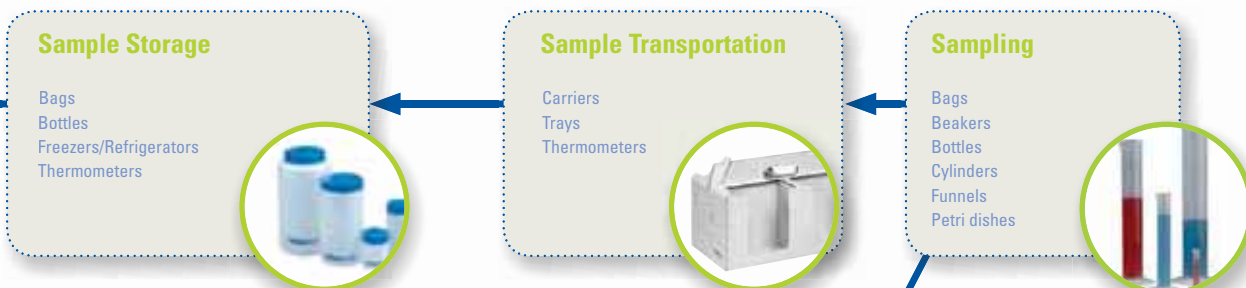 Sample Storage
Bags
Bottles
Freezers/Refrigerators
Thermometers
Sample Transportation
Carriers
Trays
Thermometers
Sampling
Bags
Beakers
Bottles
Cylinders
Funnels
Petri dishes